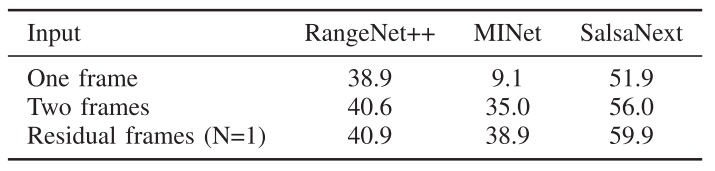 Input RangeNet++ MINet SalsaNext
One frame 38.9 9.1 51.9
Two frames 40.6 35.0 56.0
Residual frames (N=1) 40.9 38.9 59.9